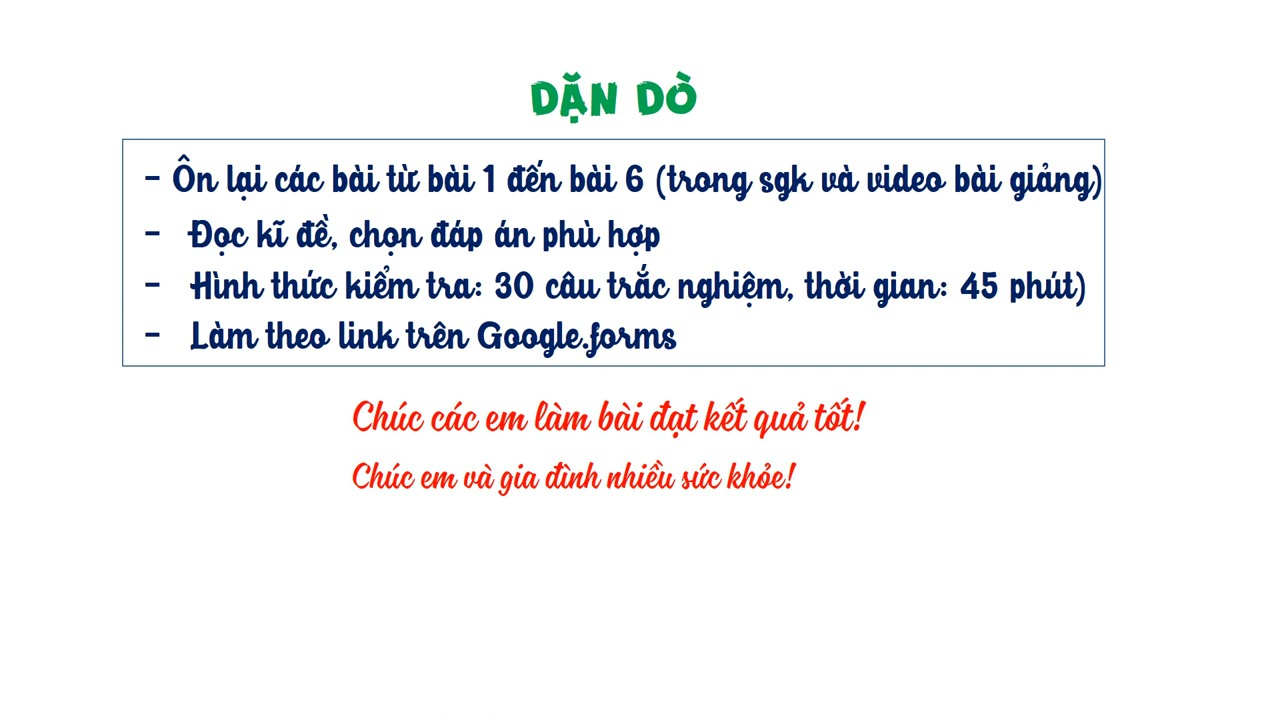 DẶN DÒ
- Ôn lại các bài từ bài 1 đến bài 6 (trong sgk và video bài giảng)
- Đọc kĩ đề, chọn đáp án phù hợp
- Hình thức kiểm tra: 30 câu trắc nghiệm, thời gian: 45 phút)
- Làm theo link trên Google.forms
Chúc các em làm bài đạt kết quả tốt!
Chúc em và gia đình nhiều sức khỏe!